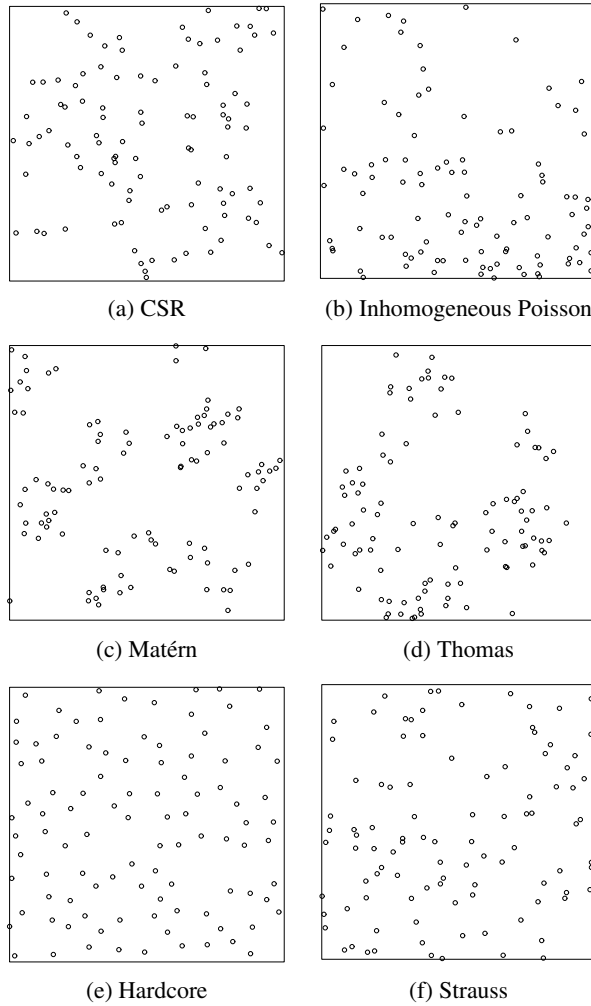 (a) CSR
(b) Inhomogeneous Poisson
(c) Matérn
(d) Thomas
(e) Hardcore
(f) Strauss